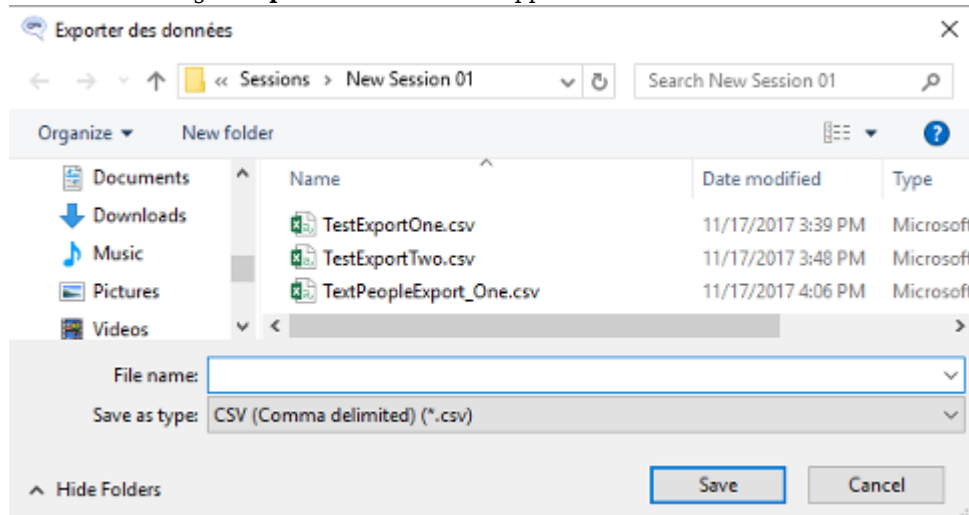 Exporter des données
« Sessions > New Session 01
Search New Session 01
Organize
New folder
Documents
Downloads
Music
Pictures
Videos
Name
Date modified
Type
TestExportOne.csv
11/17/2017 3:39 PM
Microsoft
TestExportTwo.csv
11/17/2017 3:48 PM
Microsoft
TextPeopleExport_One.csv
11/17/2017 4:06 PM
Microsoft
File name:
Save as type: CSV (Comma delimited) (*.csv)
Hide Folders
Save
Cancel